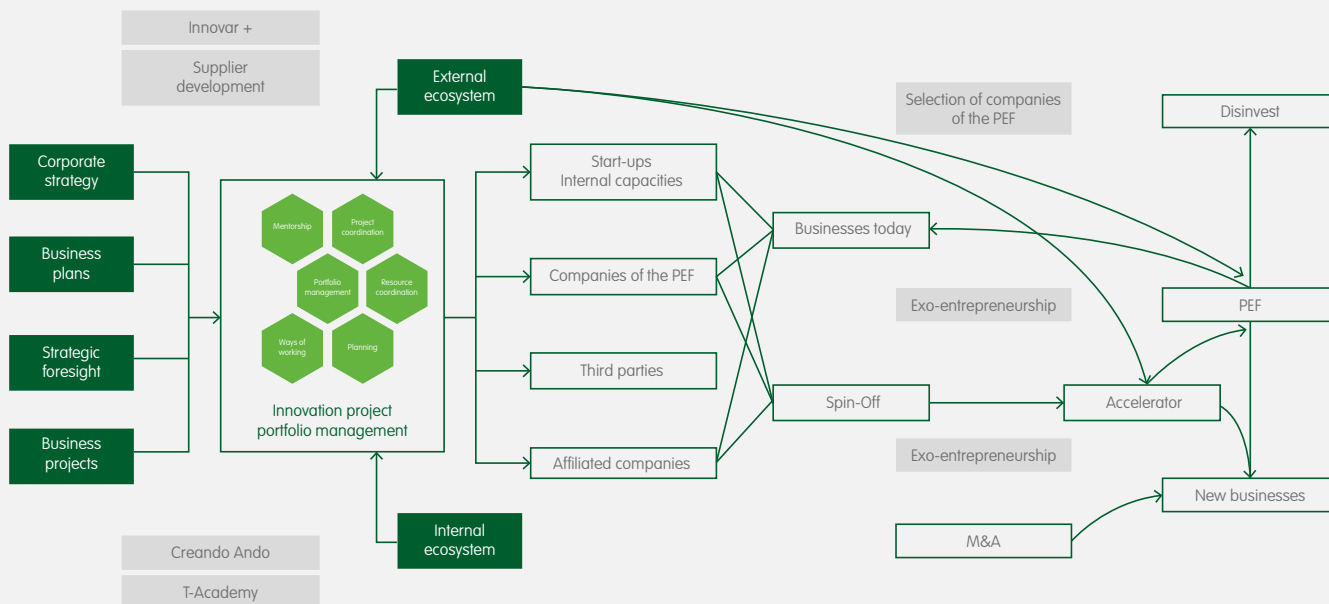 Innovar +
Supplier
development
External
ecosystem
Selection of companies
of the PEF
Disinvest
Corporate
strategy
Business
plans
Strategic
foresight
Business
projects
Mentorship
Project
coordination
Portfolio
management
Resource
coordination
Ways of
working
Planning
Innovation project
portfolio management
Start-ups
Internal capacities
Companies of the PEF
Third parties
Affiliated companies
Businesses today
Spin-Off
Exo-entrepreneurship
PEF
Accelerator
Exo-entrepreneurship
New businesses
M&A
Internal
ecosystem
Creando Ando
T-Academy